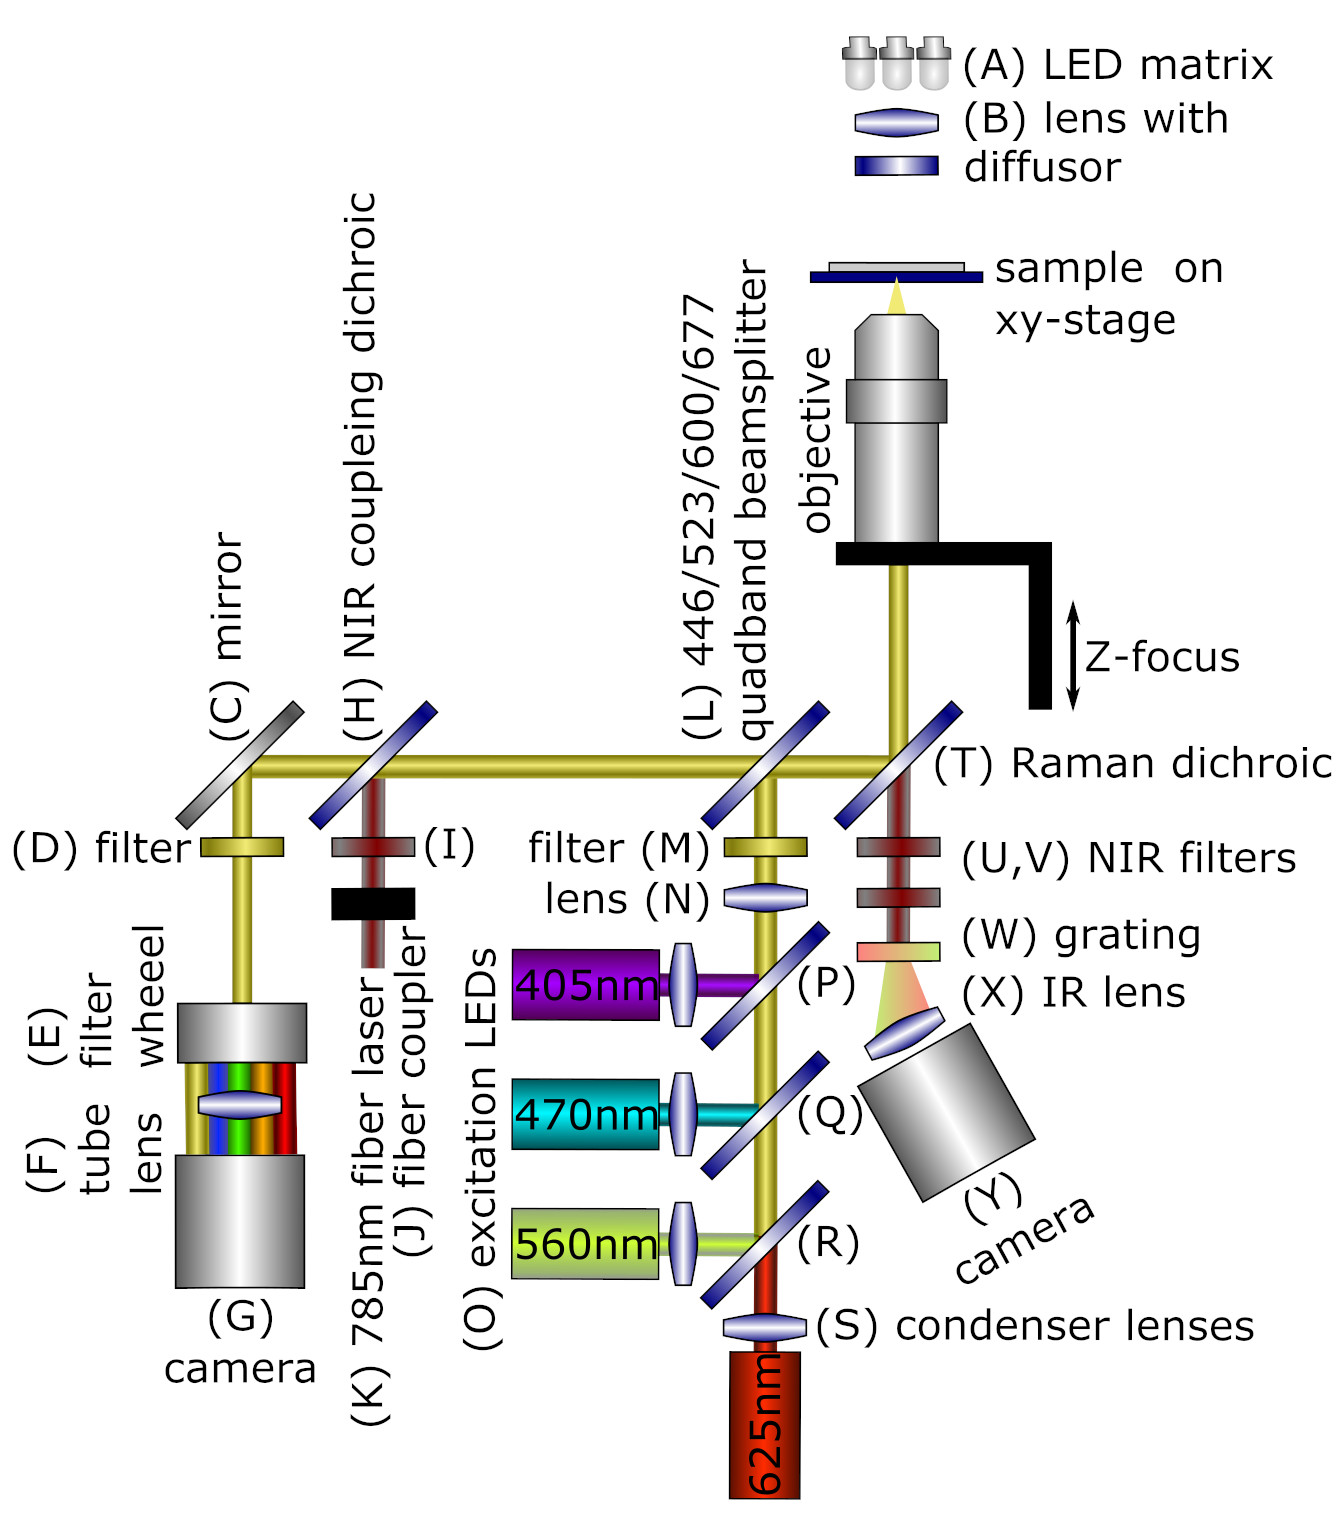 (A) LED matrix
(B) lens with
diffusor
sample on
xy-stage
objective
Z-focus
(C) mirror
(H) NIR coupleing dichroic
(L) 446/523/600/677
quadband beamsplitter
(T) Raman dichroic
(D) filter
(I)
filter (M)
lens (N)
(U,V) NIR filters
(W) grating
(X) IR lens
(E)
filter
wheeel
(F)
tube
lens
(G)
camera
(K) 785nm fiber laser
(J) fiber coupler
(O) excitation LEDs
405nm
(P)
470nm
(Q)
560nm
(R)
(S) condenser lenses
625nm
(Y)
camera